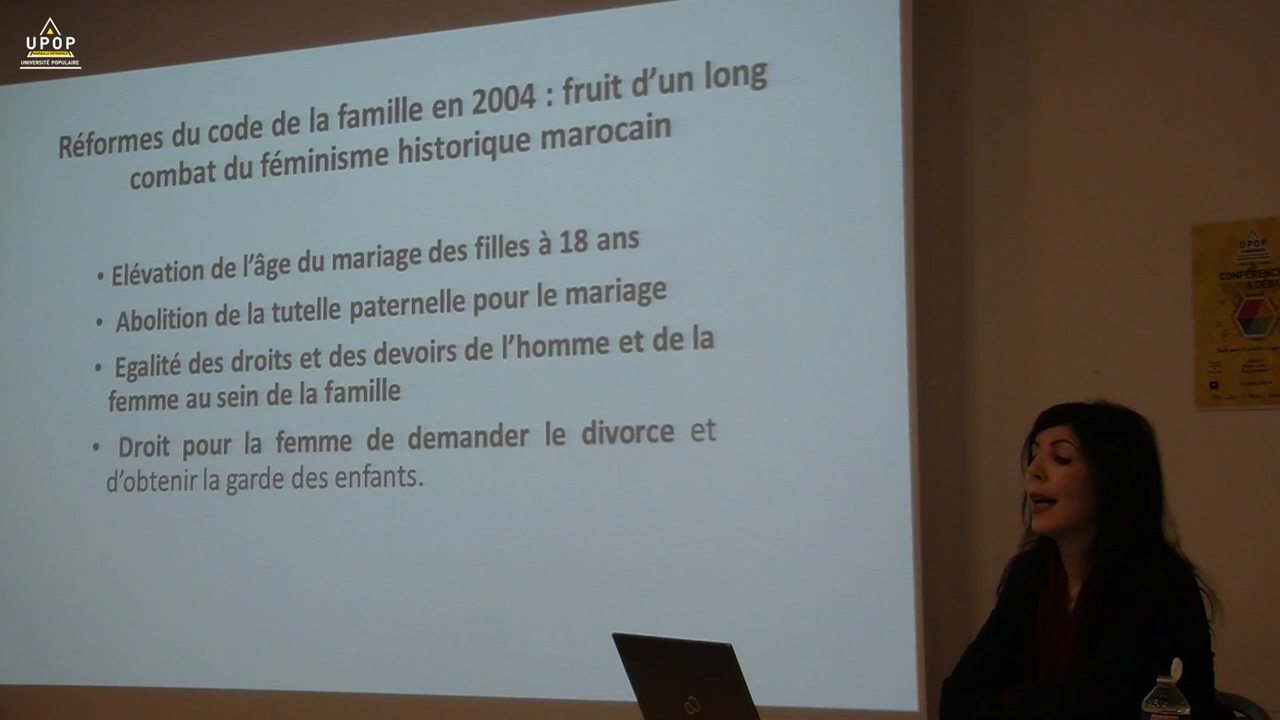 UPOP
UNIVERSITÉ POPULAIRE
Réformes du code de la famille en 2004 : fruit d'un long
combat du féminisme historique marocain
• Elévation de l'âge du mariage des filles à 18 ans
• Abolition de la tutelle paternelle pour le mariage
• Egalité des droits et des devoirs de l'homme et de la
femme au sein de la famille
• Droit pour la femme de demander le divorce et
d'obtenir la garde des enfants.
UPOP